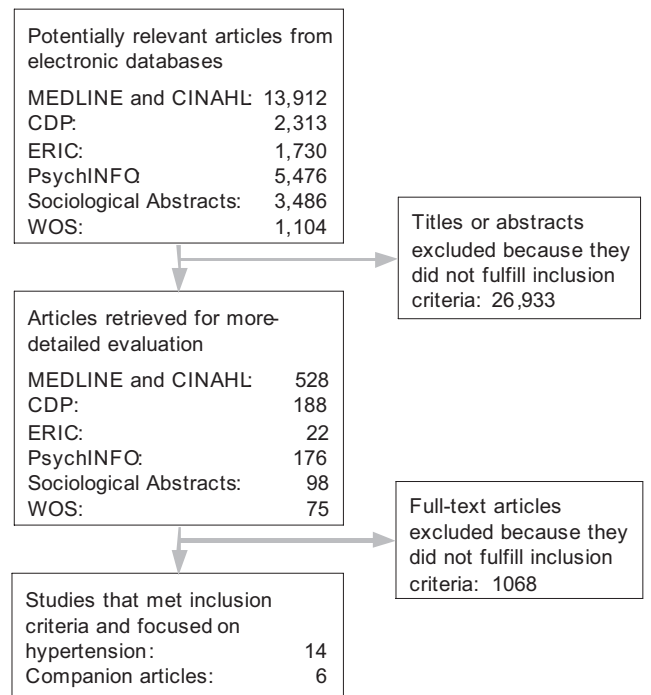 Potentially relevant articles from
electronic databases
MEDLINE and CINAHL: 13,912
CDP: 2,313
ERIC: 1,730
PsychINFO: 5,476
Sociological Abstracts: 3,486
WOS: 1,104
Titles or abstracts
excluded because they
did not fulfill inclusion
criteria: 26,933
Articles retrieved for more-
detailed evaluation
MEDLINE and CINAHL: 528
CDP: 188
ERIC: 22
PsychINFO: 176
Sociological Abstracts: 98
WOS: 75
Full-text articles
excluded because they
did not fulfill inclusion
criteria: 1068
Studies that met inclusion
criteria and focused on
hypertension: 14
Companion articles: 6